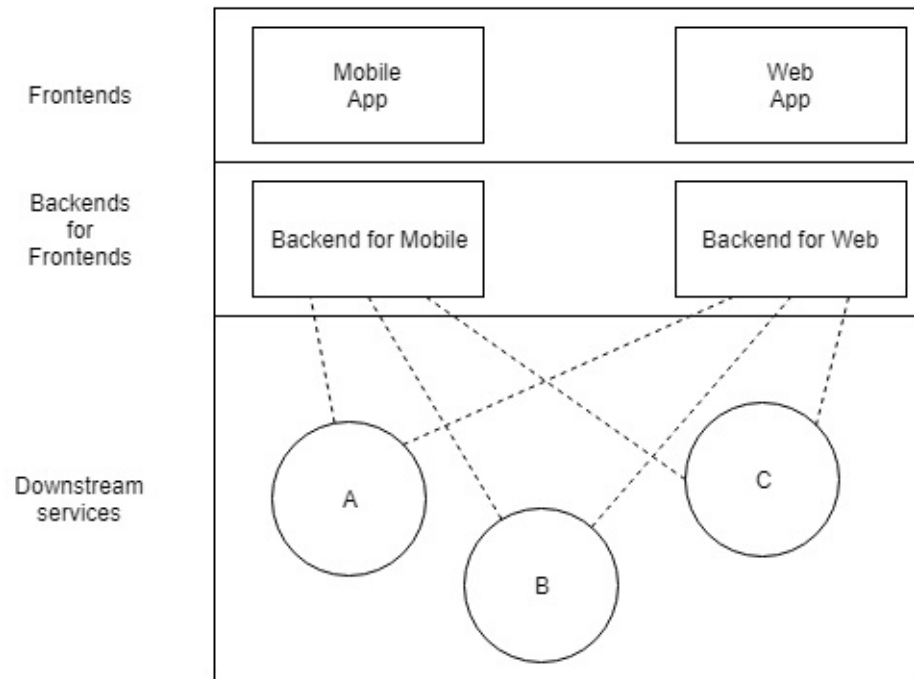 Frontends
Mobile
App
Web
App
Backends
for
Frontends
Backend for Mobile
Backend for Web
Downstream
services
A
B
C